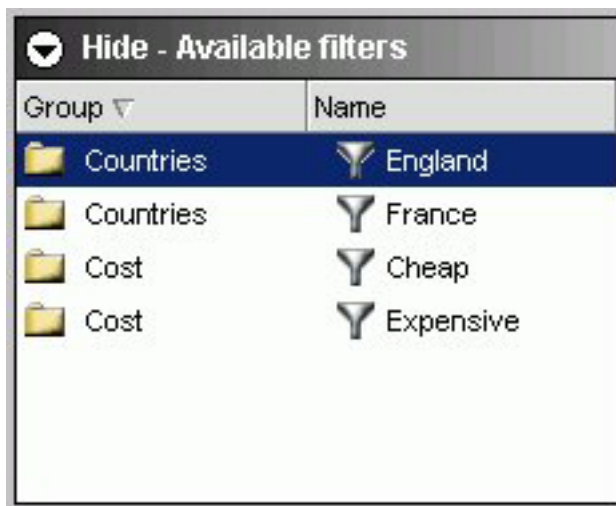 Hide - Available filters
Group Name
Countries England
Countries France
Cost Cheap
Cost Expensive